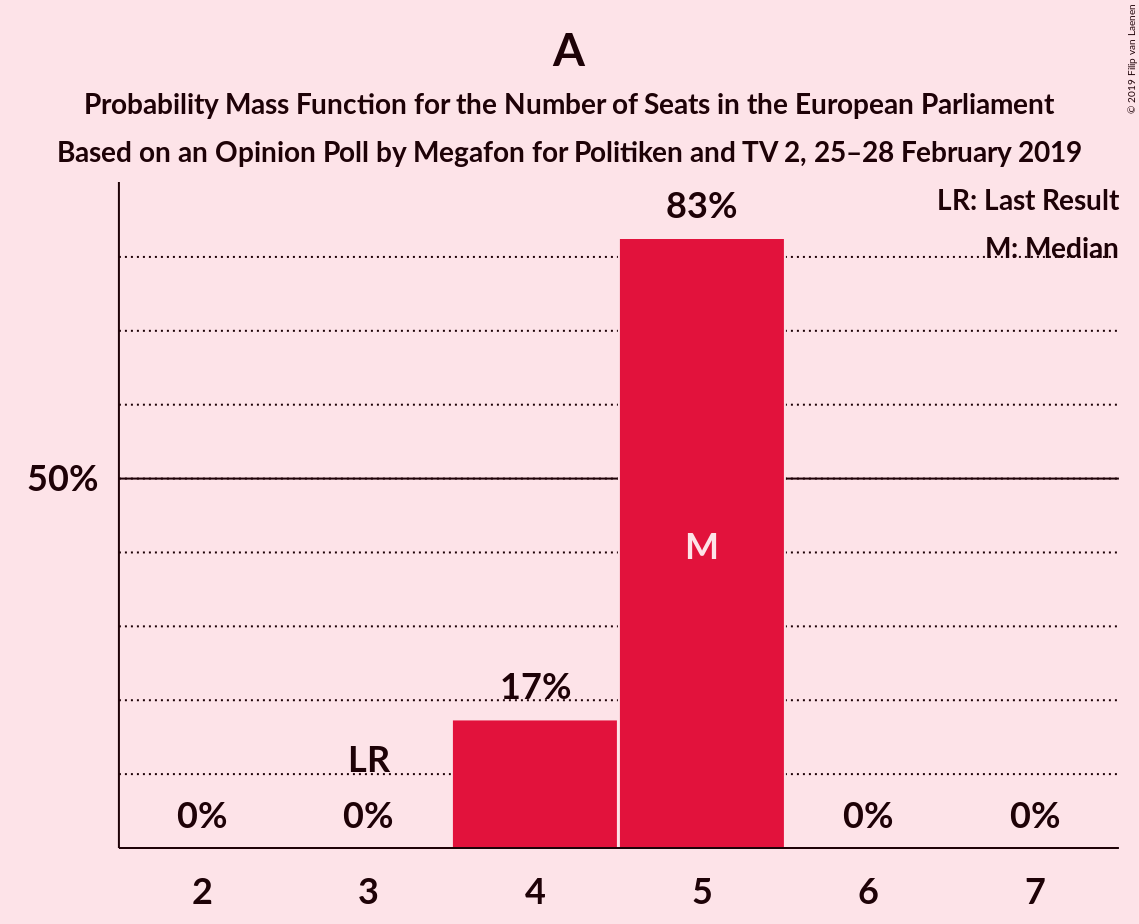 A
Probability Mass Function for the Number of Seats in the European Parliament
Based on an Opinion Poll by Megafon for Politiken and TV 2, 25–28 February 2019
© 2019 Filip van Laenen
LR: Last Result
M: Median
83%
50%
M
17%
LR
0% 0% 0% 0%
2 3 4 5 6 7